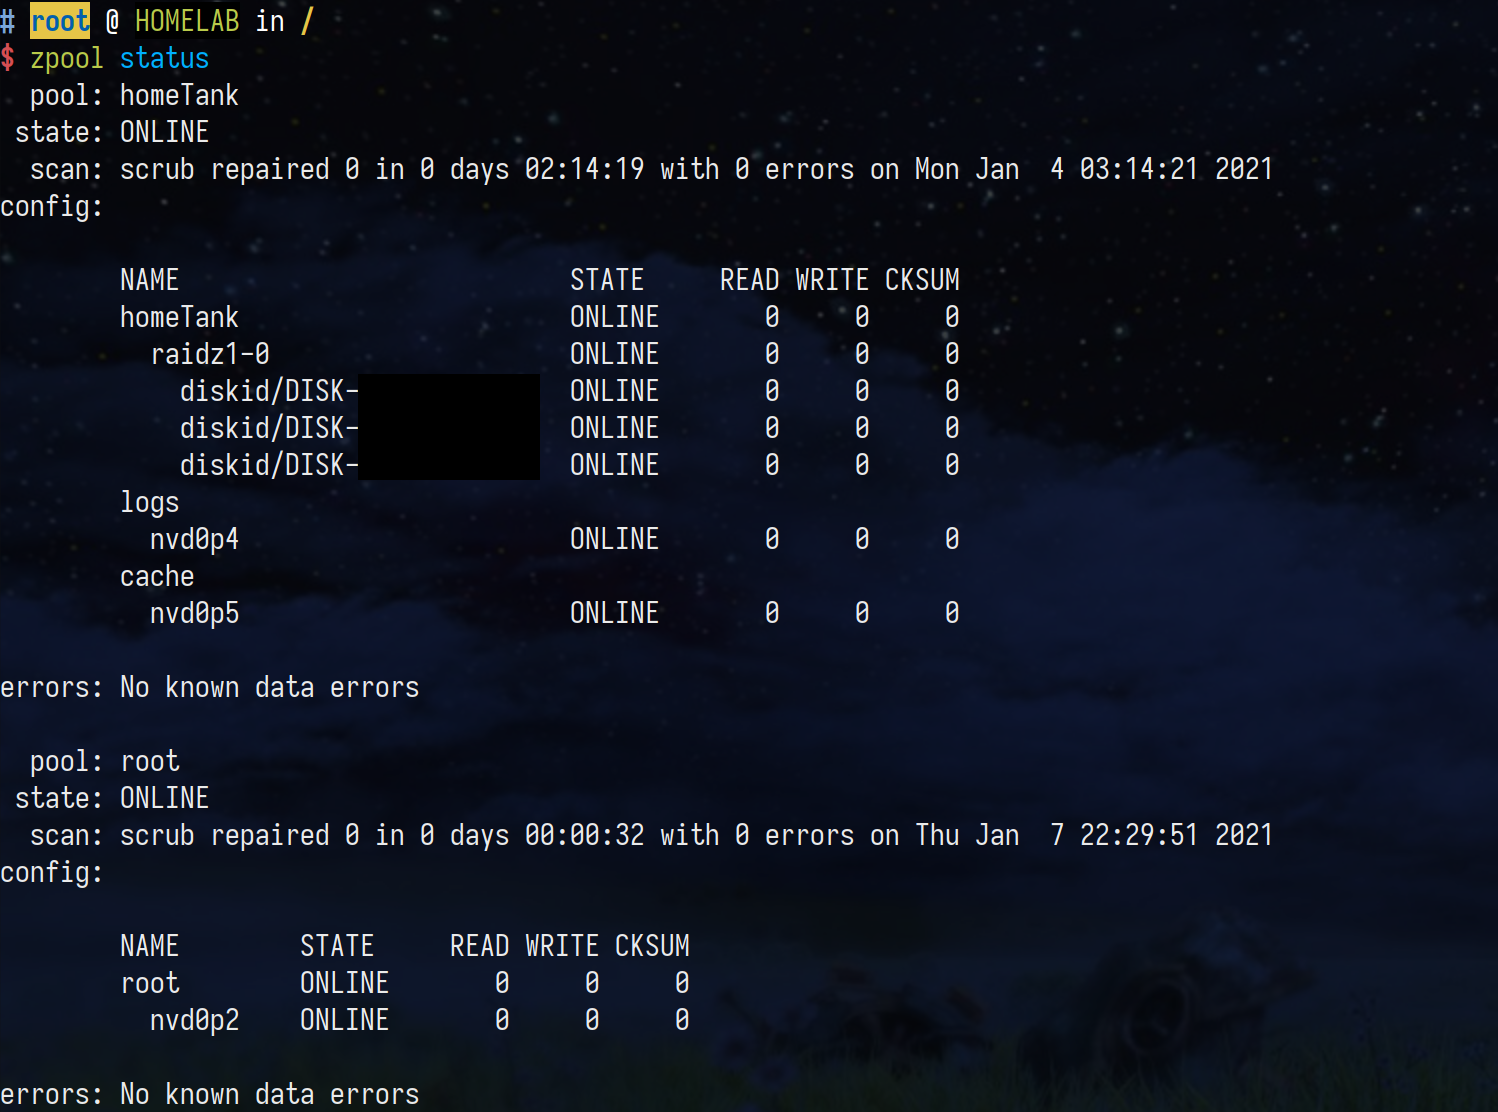 # root @ HOMELAB in /
$ zpool status
  pool: homeTank
 state: ONLINE
  scan: scrub repaired 0 in 0 days 02:14:19 with 0 errors on Mon Jan  4 03:14:21 2021
config:

        NAME                          STATE     READ WRITE CKSUM
        homeTank                      ONLINE       0     0     0
          raidz1-0                    ONLINE       0     0     0
            diskid/DISK-              ONLINE       0     0     0
            diskid/DISK-              ONLINE       0     0     0
            diskid/DISK-              ONLINE       0     0     0
        logs
          nvd0p4                      ONLINE       0     0     0
        cache
          nvd0p5                      ONLINE       0     0     0

errors: No known data errors

  pool: root
 state: ONLINE
  scan: scrub repaired 0 in 0 days 00:00:32 with 0 errors on Thu Jan  7 22:29:51 2021
config:

        NAME        STATE     READ WRITE CKSUM
        root        ONLINE       0     0     0
          nvd0p2    ONLINE       0     0     0

errors: No known data errors